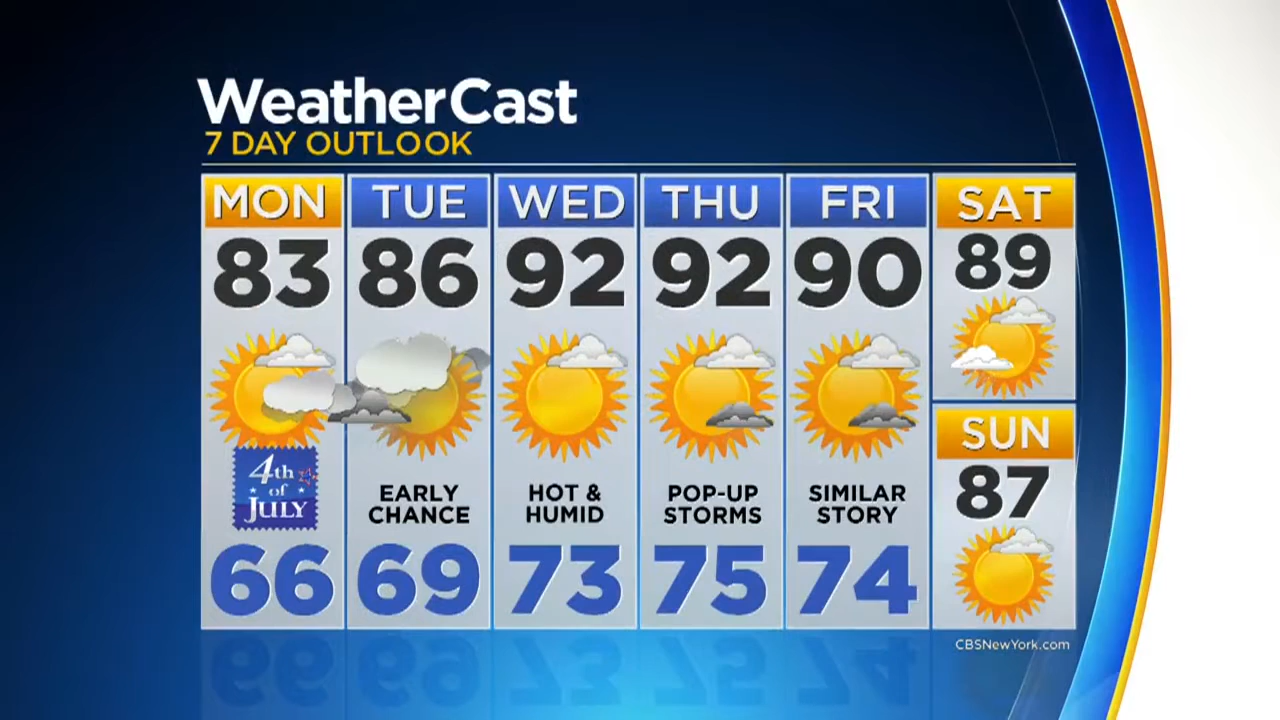 WeatherCast
7 DAY OUTLOOK
MON TUE WED THU FRI SAT
83 86 92 92 90 89
SUN
87
4th
of
JULY
EARLY
CHANCE
HOT &
HUMID
POP-UP
STORMS
SIMILAR
STORY
66 69 73 75 74
CBSNewYork.com